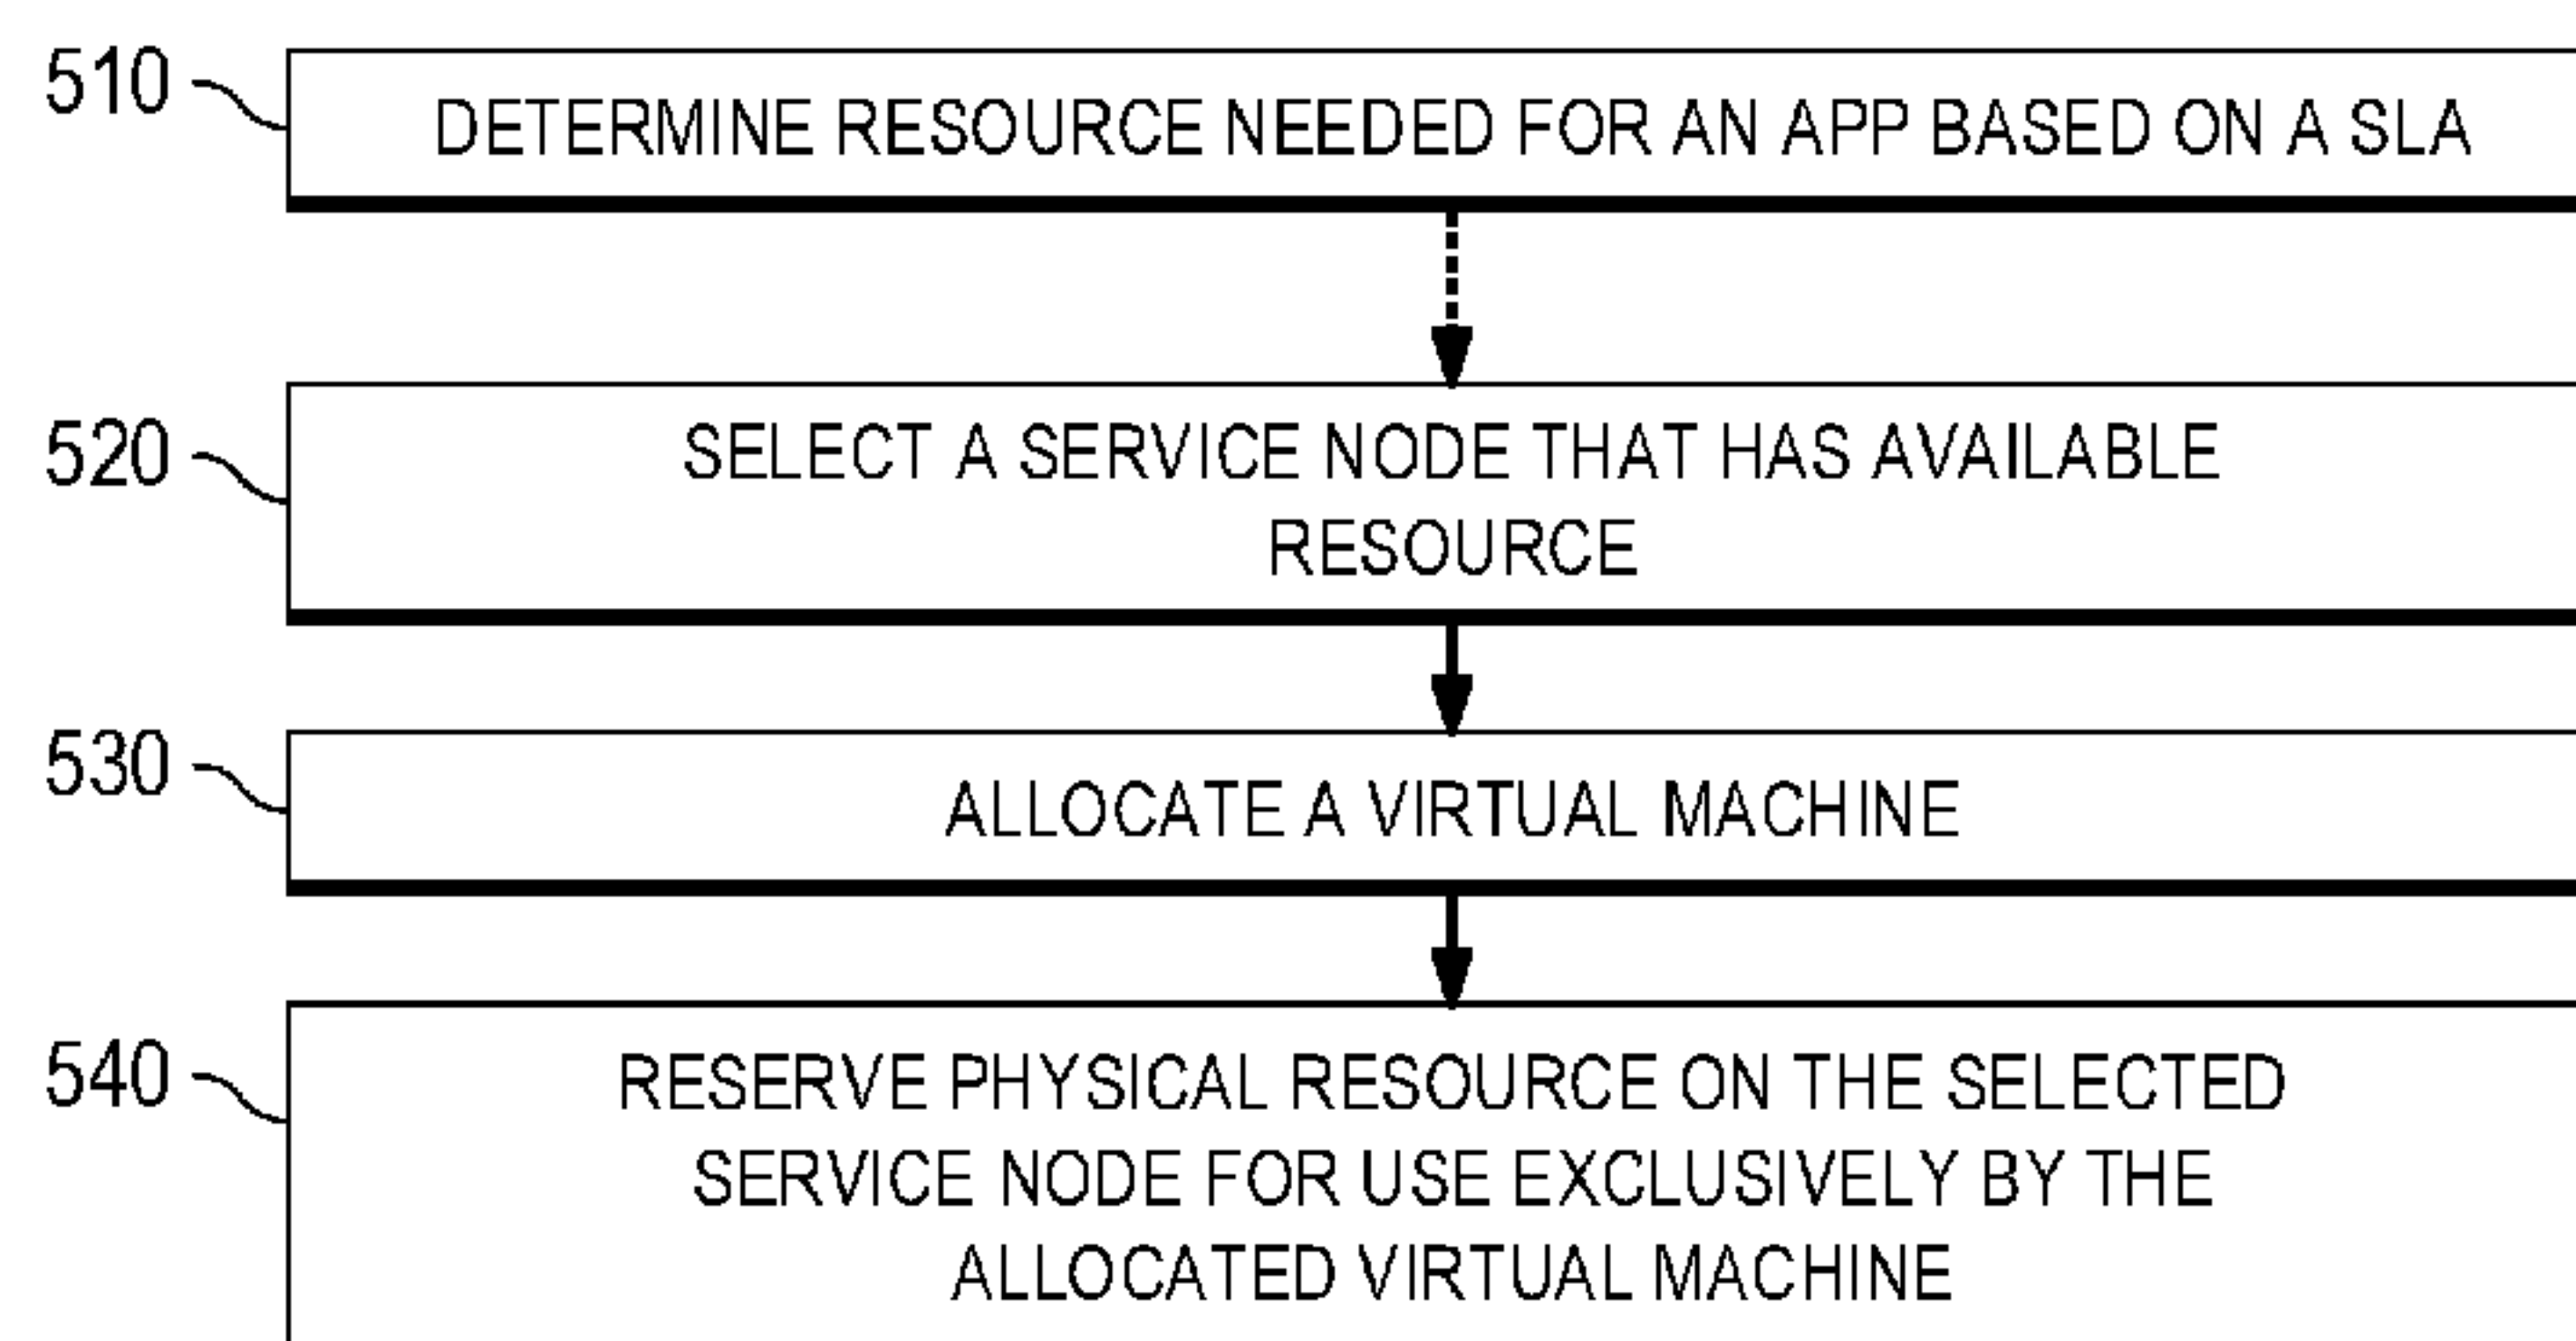 510
DETERMINE RESOURCE NEEDED FOR AN APP BASED ON A SLA
520
SELECT A SERVICE NODE THAT HAS AVAILABLE
RESOURCE
530
ALLOCATE A VIRTUAL MACHINE
540
RESERVE PHYSICAL RESOURCE ON THE SELECTED
SERVICE NODE FOR USE EXCLUSIVELY BY THE
ALLOCATED VIRTUAL MACHINE